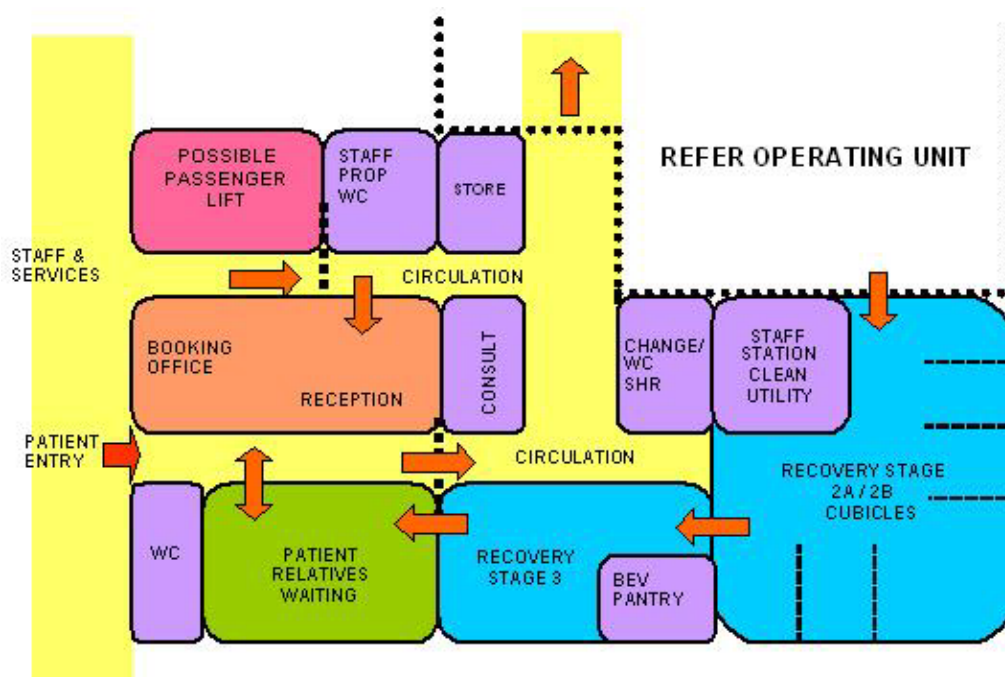 POSSIBLE
PASSENGER
LIFT
STAFF
PROP
WC
STORE
REFER OPERATING UNIT
STAFF &
SERVICES
CIRCULATION
BOOKING
OFFICE
RECEPTION
CONSULT
CHANGE/
WC
SHR
STAFF
STATION
CLEAN
UTILITY
PATIENT
ENTRY
CIRCULATION
RECOVERY STAGE
2A / 2B
CUBICLES
WC
PATIENT
RELATIVES
WAITING
RECOVERY
STAGE 3
BEV
PANTRY